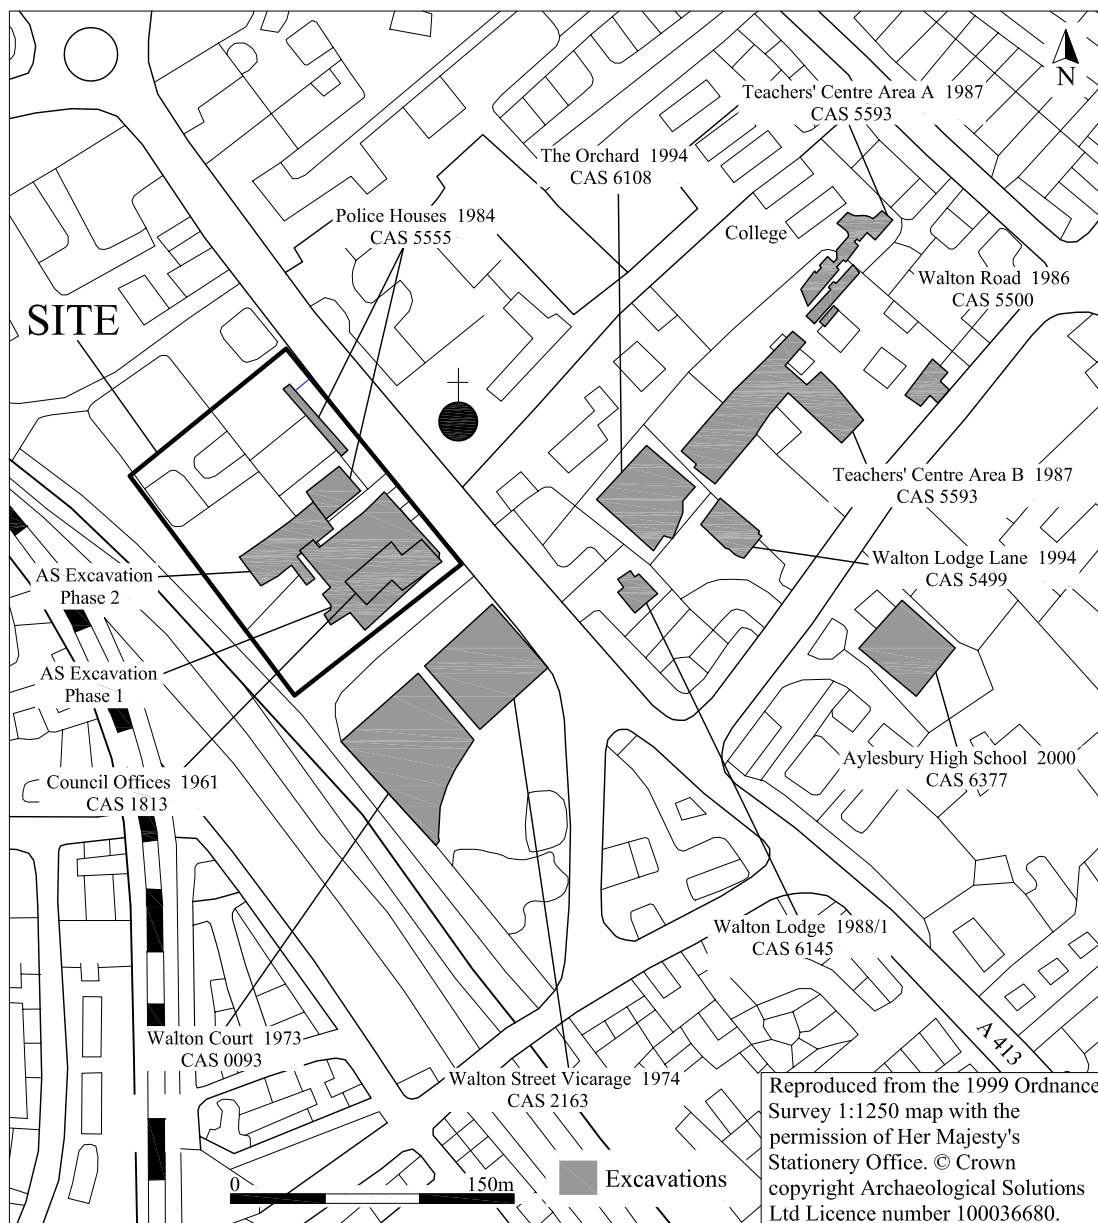 N
Teachers' Centre Area A 1987
CAS 5593
The Orchard 1994
CAS 6108
Police Houses 1984
CAS 5555
College
Walton Road 1986
CAS 5500
SITE
Teachers' Centre Area B 1987
CAS 5593
Walton Lodge Lane 1994
CAS 5499
AS Excavation
Phase 2
AS Excavation
Phase 1
Aylesbury High School 2000
CAS 6377
Council Offices 1961
CAS 1813
Walton Lodge 1988/1
CAS 6145
Walton Court 1973
CAS 0093
A 413
Walton Street Vicarage 1974
CAS 2163
Reproduced from the 1999 Ordnance
Survey 1:1250 map with the
permission of Her Majesty's
Stationery Office. © Crown
copyright Archaeological Solutions
Ltd Licence number 100036680.
Excavations
0 150m